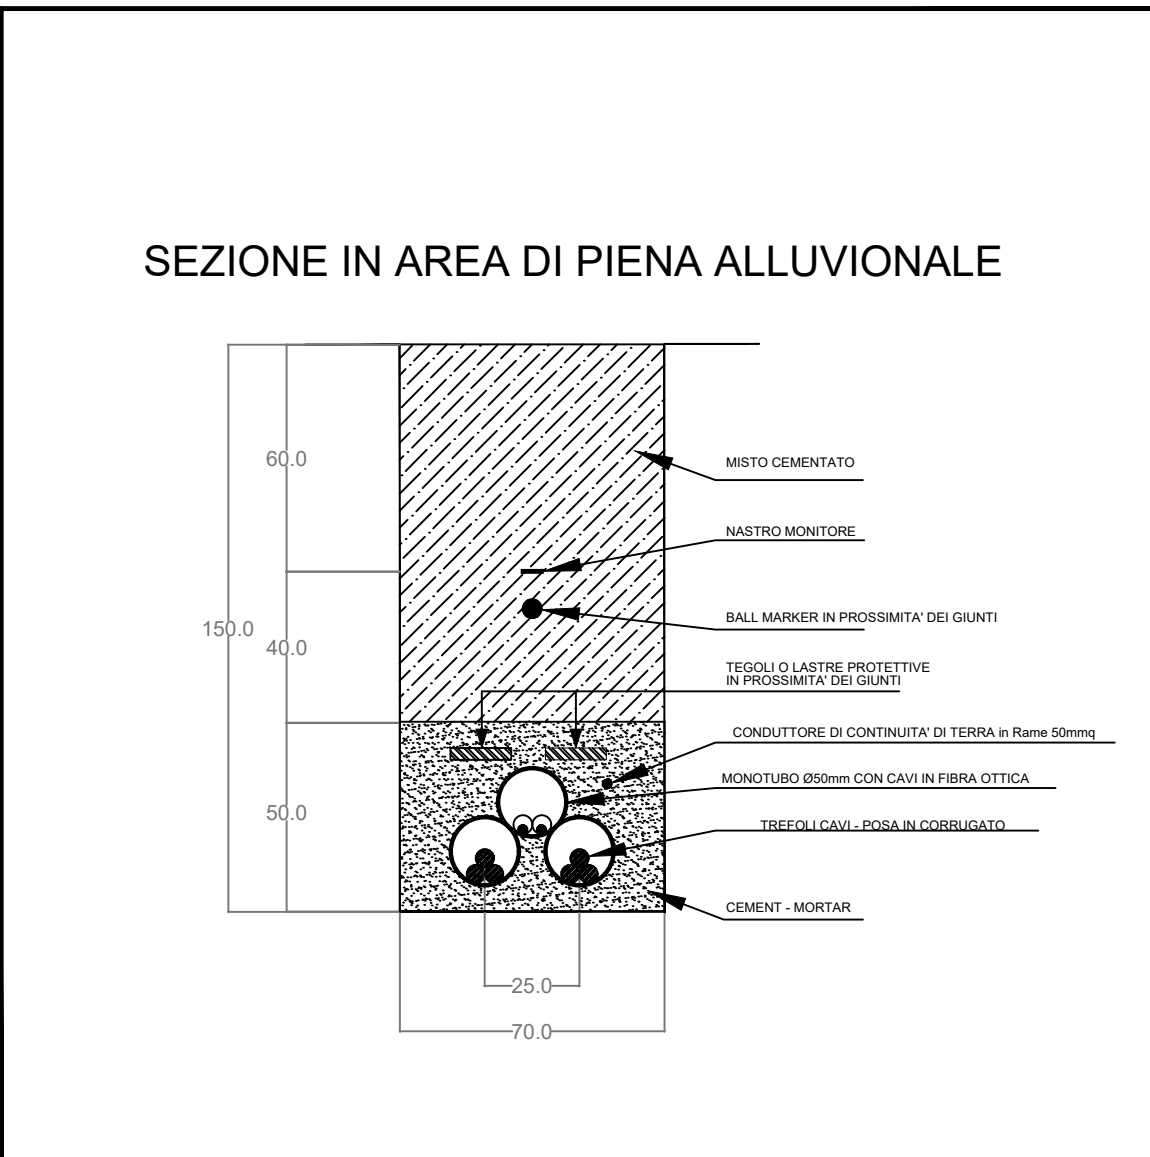 SEZIONE IN AREA DI PIENA ALLUVIONALE
60.0
MISTO CEMENTATO
NASTRO MONITORE
BALL MARKER IN PROSSIMITA' DEI GIUNTI
150.0
40.0
TEGOLI O LASTRE PROTETTIVE
IN PROSSIMITA' DEI GIUNTI
CONDUTTORE DI CONTINUITA' DI TERRA in Rame 50mmq
MONOTUBO Ø50mm CON CAVI IN FIBRA OTTICA
50.0
TREFOLI CAVI - POSA IN CORRUGATO
CEMENT - MORTAR
25.0
70.0